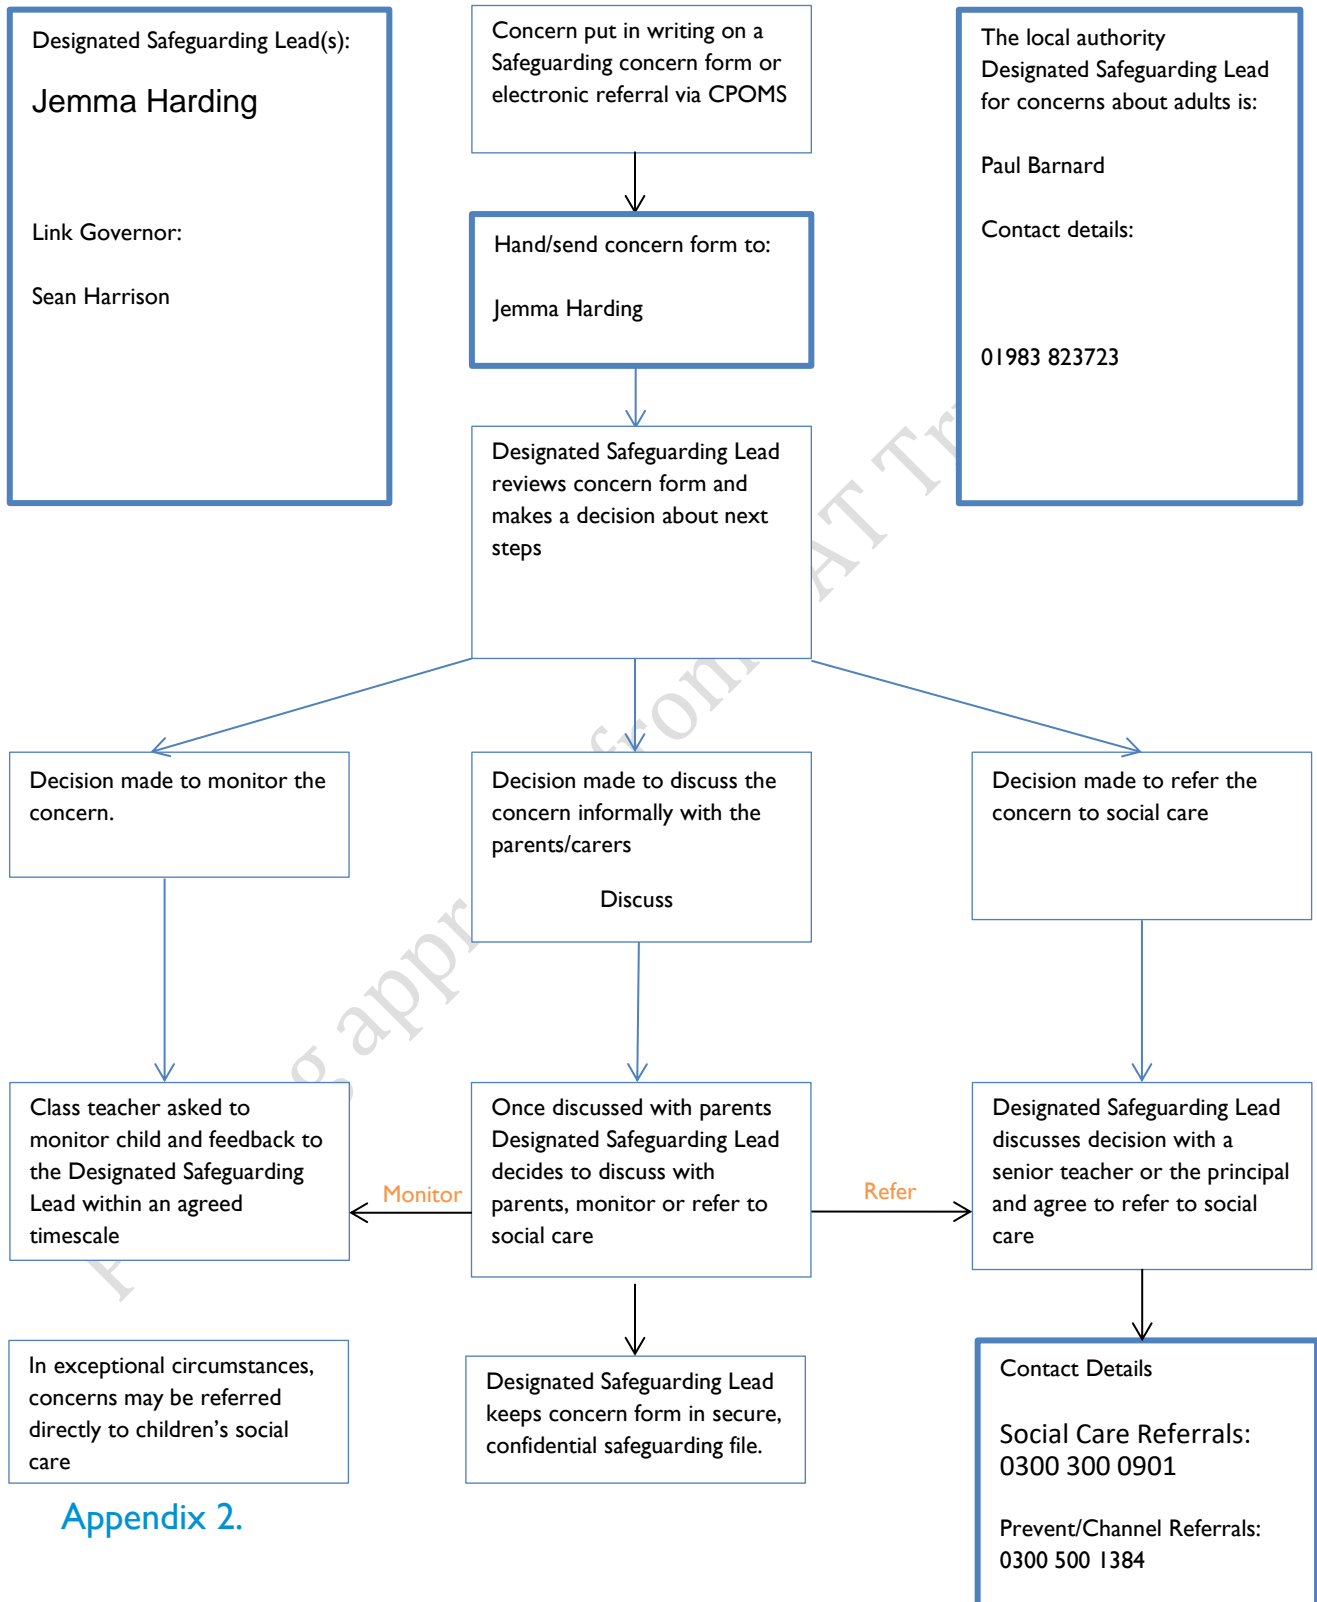 Designated Safeguarding Lead(s):
Jemma Harding
Link Governor:
Sean Harrison
Concern put in writing on a
Safeguarding concern form or
electronic referral via CPOMS
The local authority
Designated Safeguarding Lead
for concerns about adults is:
Paul Barnard
Contact details:
01983 823723
Hand/send concern form to:
Jemma Harding
Designated Safeguarding Lead
reviews concern form and
makes a decision about next
steps
Decision made to monitor the
concern.
Decision made to discuss the
concern informally with the
parents/carers
Discuss
Decision made to refer the
concern to social care
Class teacher asked to
monitor child and feedback to
the Designated Safeguarding
Lead within an agreed
timescale
Monitor
Once discussed with parents
Designated Safeguarding Lead
decides to discuss with
parents, monitor or refer to
social care
Refer
Designated Safeguarding Lead
discusses decision with a
senior teacher or the principal
and agree to refer to social
care
In exceptional circumstances,
concerns may be referred
directly to children’s social
care
Designated Safeguarding Lead
keeps concern form in secure,
confidential safeguarding file.
Contact Details
Social Care Referrals:
0300 300 0901
Prevent/Channel Referrals:
0300 500 1384
Appendix 2.
from